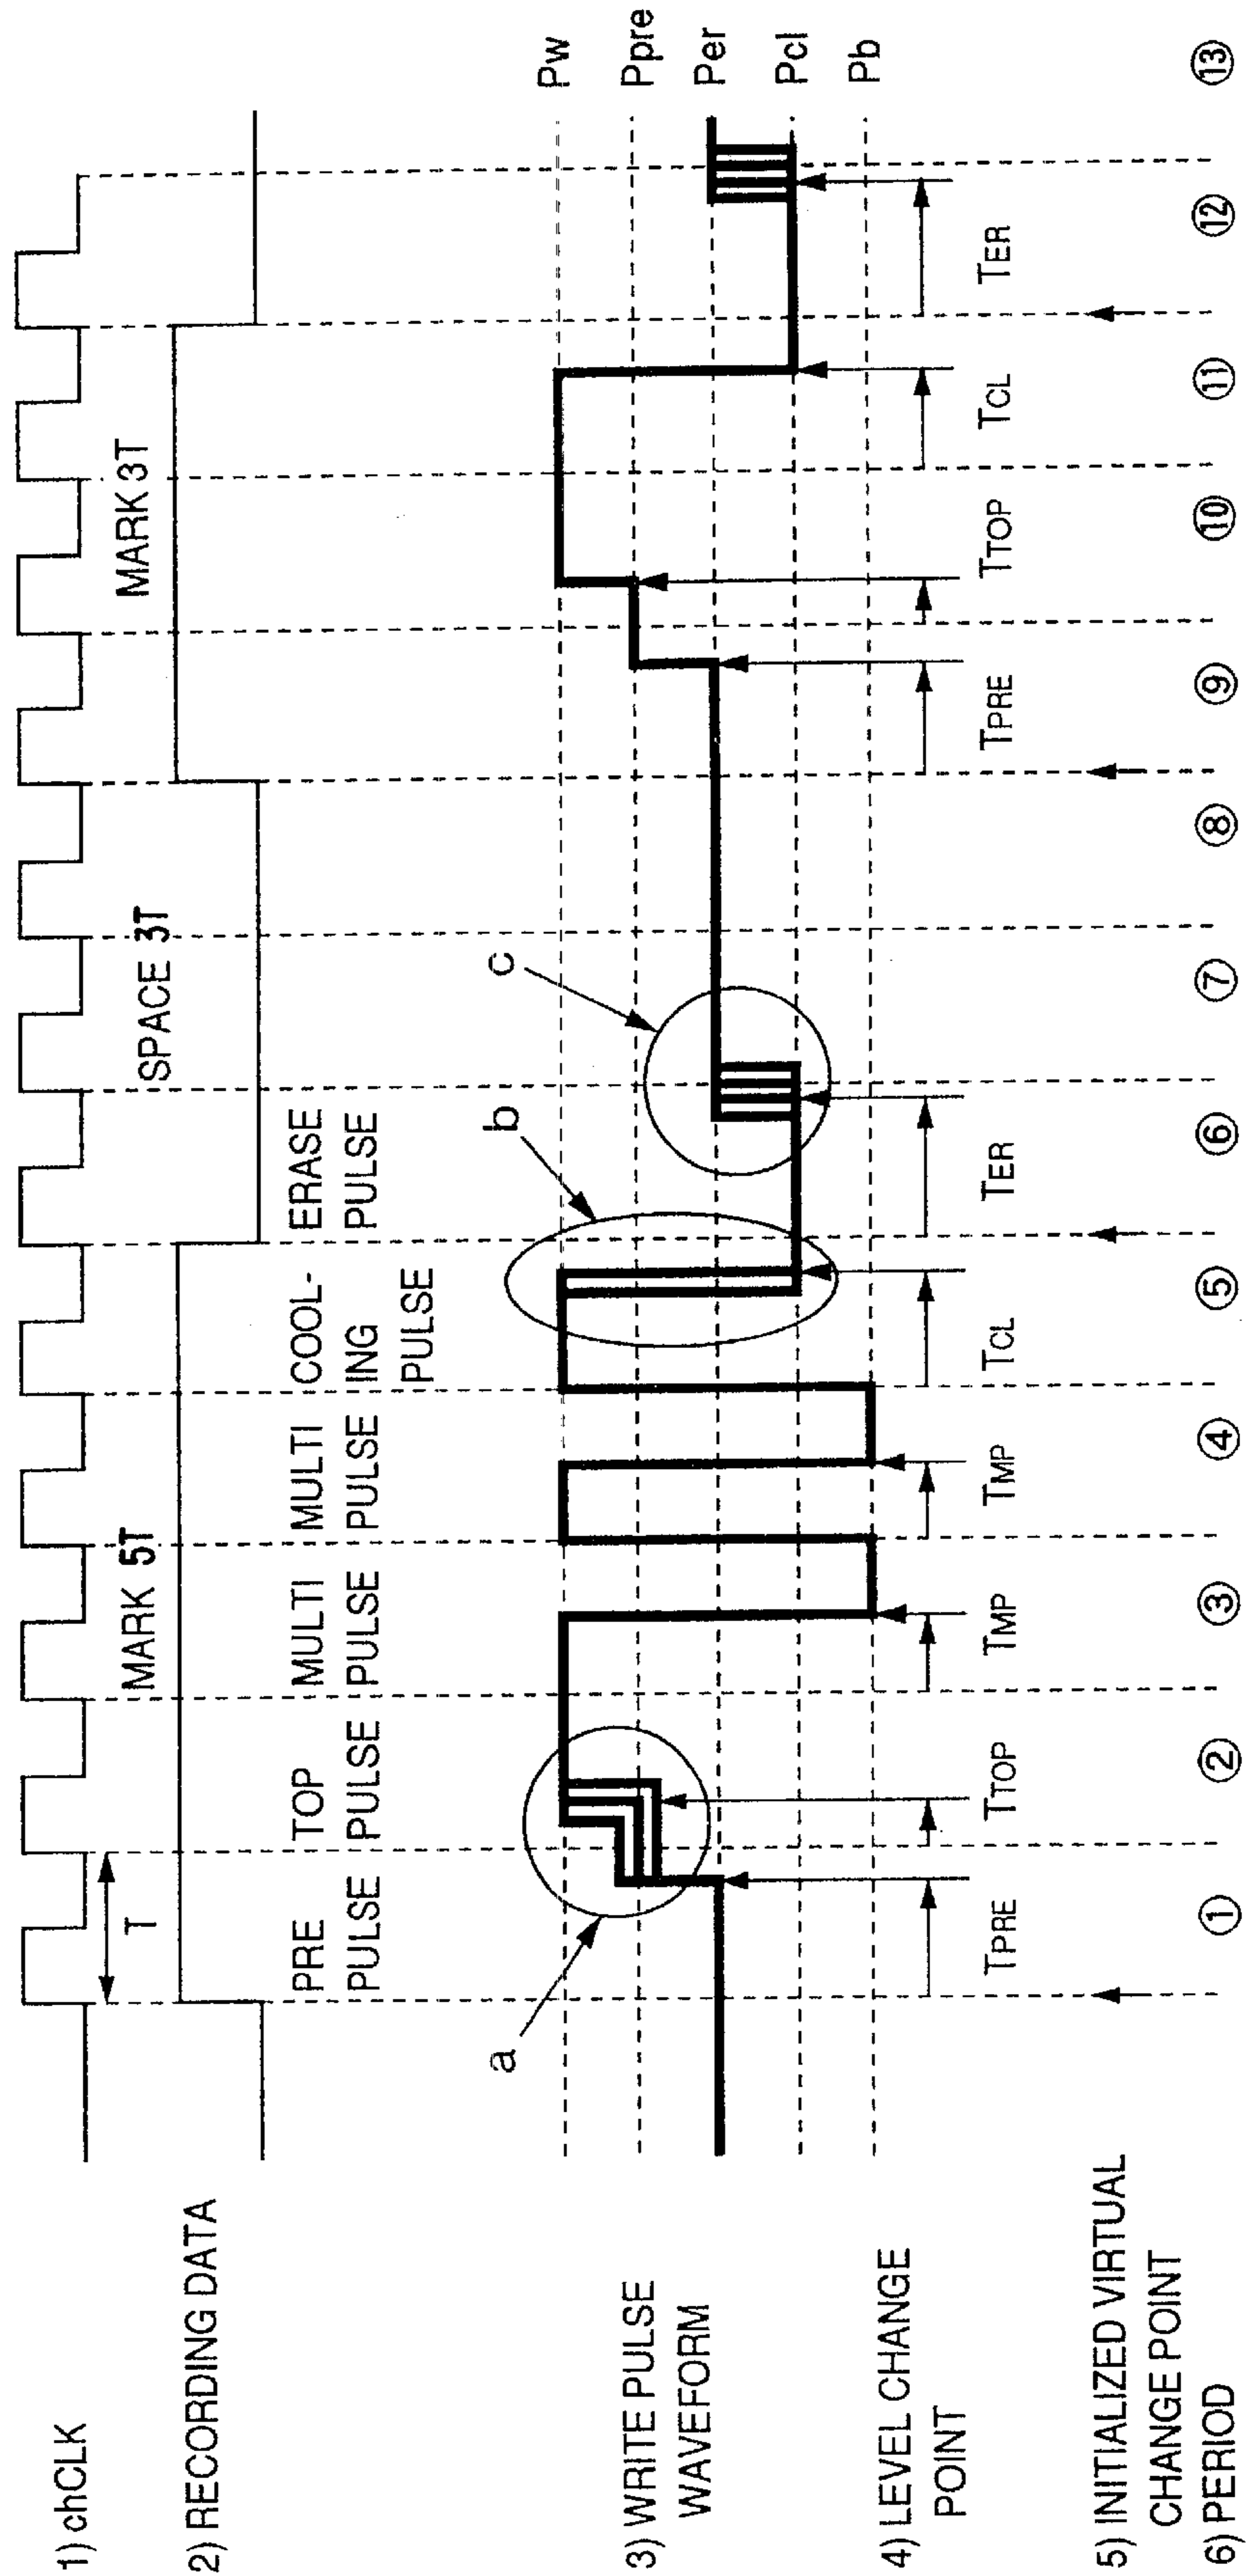 1) chCLK
T
2) RECORDING DATA
MARK 5T
SPACE 3T
MARK 3T
PRE
PULSE
TOP
PULSE
MULTI
PULSE
MULTI
PULSE
COOL-
ING
PULSE
ERASE
PULSE
3) WRITE PULSE
WAVEFORM
a
b
c
Pw
Ppre
Per
Pcl
Pb
4) LEVEL CHANGE
POINT
TPRE
TTOP
TMP
TMP
TCL
TER
TPRE
TTOP
TCL
TER
5) INITIALIZED VIRTUAL
CHANGE POINT
6) PERIOD
① ② ③ ④ ⑤ ⑥ ⑦ ⑧ ⑨ ⑩ ⑪ ⑫ ⑬